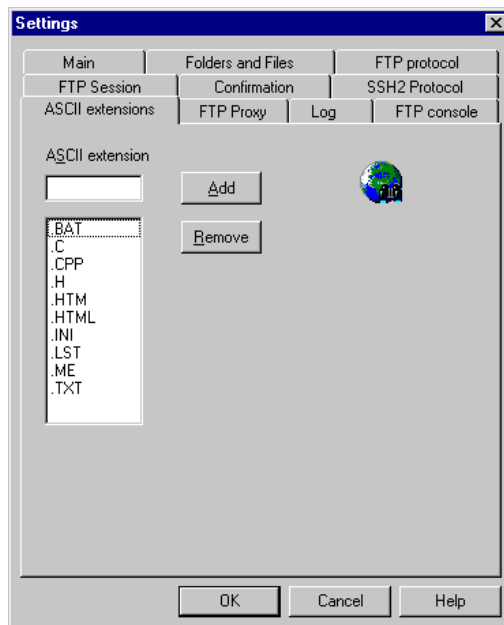 Settings
Main Folders and Files FTP protocol
FTP Session Confirmation SSH2 Protocol
ASCII extensions FTP Proxy Log FTP console
ASCII extension
Add
Remove
.BAT
.C
.CPP
.H
.HTM
.HTML
.INI
.LST
.ME
.TXT
OK Cancel Help